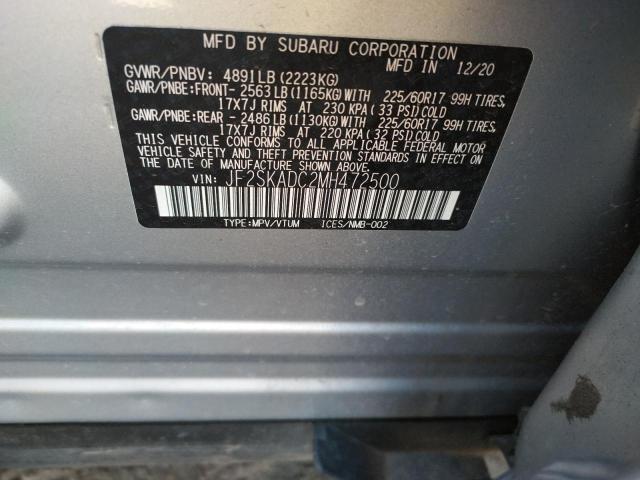 MFD BY SUBARU CORPORATION
GVWR/PNBV: 4891LB(2223KG) MFD IN 12/20
GAWR/PNBE:FRONT- 2563LB(1165KG)WITH 225/60R17 99H TIRES,
17X7J RIMS AT 230 KPA(33 PSI)COLD
GAWR/PNBE:REAR - 2486LB(1130KG)WITH 225/60R17 99H TIRES,
17X7J RIMS AT 220 KPA(32 PSI)COLD
THIS VEHICLE CONFORMS TO ALL APPLICABLE FEDERAL MOTOR
VEHICLE SAFETY AND THEFT PREVENTION STANDARDS IN EFFECT ON
THE DATE OF MANUFACTURE SHOWN ABOVE.
VIN: JF2SKADC2MH472500
TYPE:MPV/VTUM ICES/NMB-002